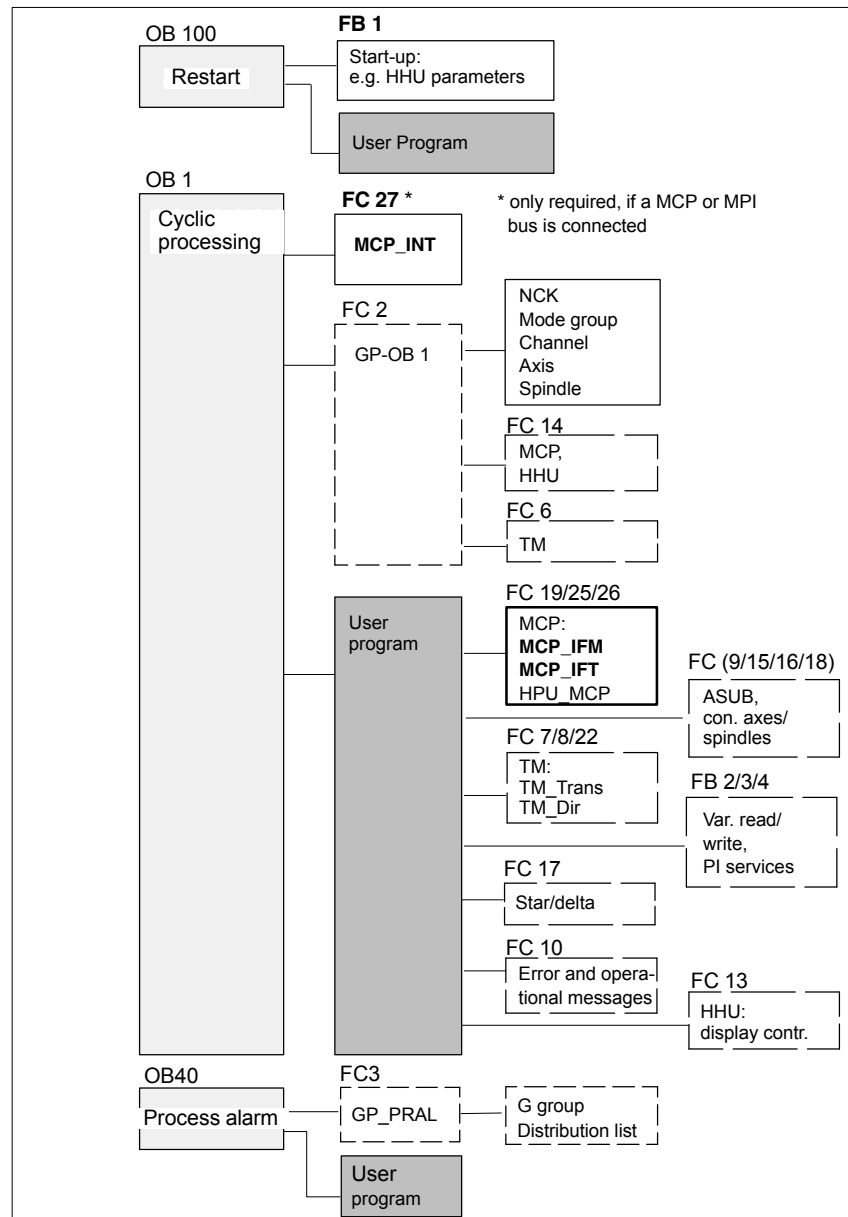 OB 100
Restart
FB 1
Start-up:
e.g. HHU parameters
User Program
OB 1
Cyclic
processing
FC 27 *
MCP_INT
* only required, if a MCP or MPI
bus is connected
FC 2
GP-OB 1
NCK
Mode group
Channel
Axis
Spindle
FC 14
MCP,
HHU
FC 6
TM
User
program
FC 19/25/26
MCP:
MCP_IFM
MCP_IFT
HPU_MCP
FC (9/15/16/18)
ASUB,
con. axes/
spindles
FC 7/8/22
TM:
TM_Trans
TM_Dir
FB 2/3/4
Var. read/
write,
PI services
FC 17
Star/delta
FC 10
Error and opera-
tional messages
FC 13
HHU:
display contr.
OB40
Process alarm
FC3
GP_PRAL
G group
Distribution list
User
program